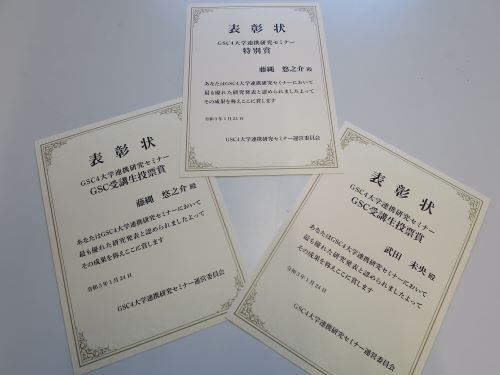 表彰状
GSC4大学連携研究セミナー
特別賞
藤縄 悠之介 殿
あなたはGSC4大学連携研究セミナーにおいて
最も優れた研究発表と認められましたよって
その成果を称えここに賞します
令和3年1月24日
GSC4大学連携研究セミナー運営委員会
表彰状
GSC4大学連携研究セミナー
GSC受講生投票賞
藤縄 悠之介 殿
あなたはGSC4大学連携研究セミナーにおいて
最も優れた研究発表と認められましたよって
その成果を称えここに賞します
令和3年1月24日
GSC4大学連携研究セミナー運営委員会
表彰状
GSC4大学連携研究セミナー
GSC受講生投票賞
武田 未央 殿
あなたはGSC4大学連携研究セミナーにおいて
最も優れた研究発表と認められましたよって
その成果を称えここに賞します
令和3年1月24日
GSC4大学連携研究セミナー運営委員会